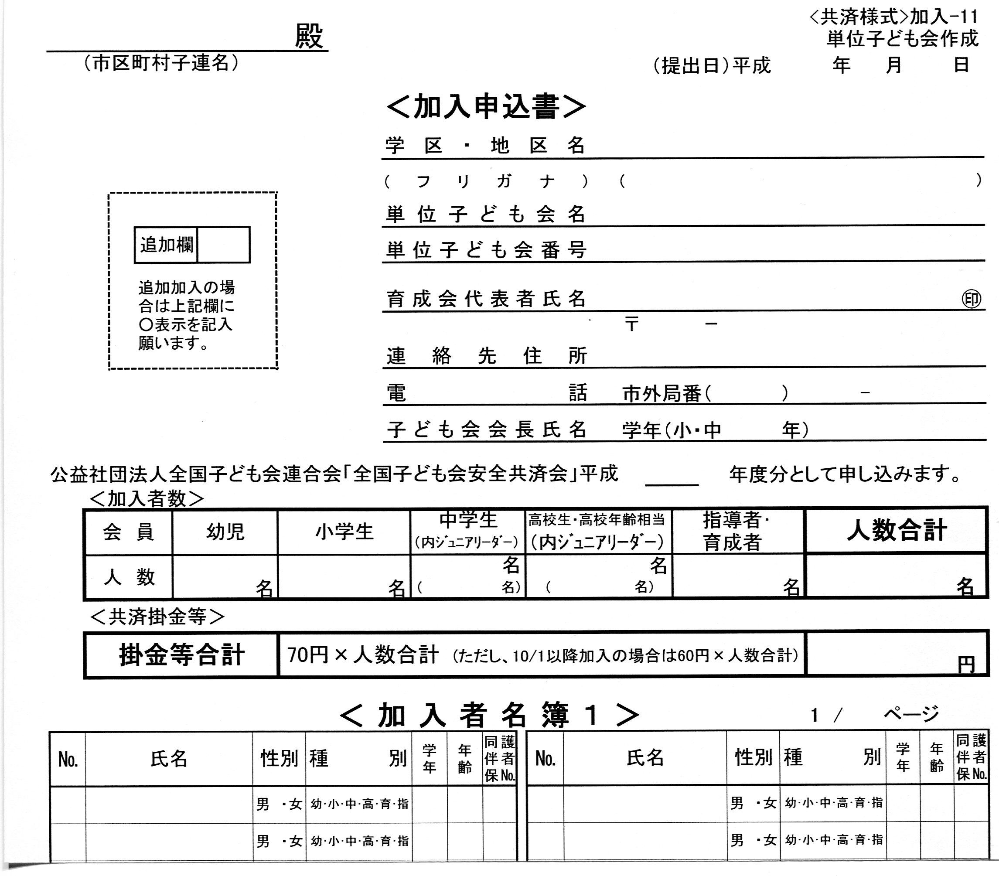 <共済様式>加入-11
殿
単位子ども会作成
(市区町村子連名)
(提出日)平成 年 月 日
<加入申込書>
学区・地区名
(フリガナ) ( )
単位子ども会名
追加欄
単位子ども会番号
追加加入の場
合は上記欄に
○表示を記入
願います。
育成会代表者氏名 ㊞
〒 －
連絡先住所
電話 市外局番( ) -
子ども会会長氏名 学年(小・中 年)
公益社団法人全国子ども会連合会「全国子ども会安全共済会」平成 ＿＿ 年度分として申し込みます。
<加入者数>
会員 幼児 小学生 中学生(内ジュニアリーダー) 高校生・高校年齢相当(内ジュニアリーダー) 指導者・育成者 人数合計
人数 名 名 名( 名) 名( 名) 名 名
<共済掛金等>
掛金等合計 70円×人数合計 (ただし、10/1以降加入の場合は60円×人数合計) 円
<加入者名簿1> 1 / ページ
No. 氏名 性別 種別 学年 年齢 同伴保護者No. No. 氏名 性別 種別 学年 年齢 同伴保護者No.
男・女 幼・小・中・高・育・指 男・女 幼・小・中・高・育・指
男・女 幼・小・中・高・育・指 男・女 幼・小・中・高・育・指